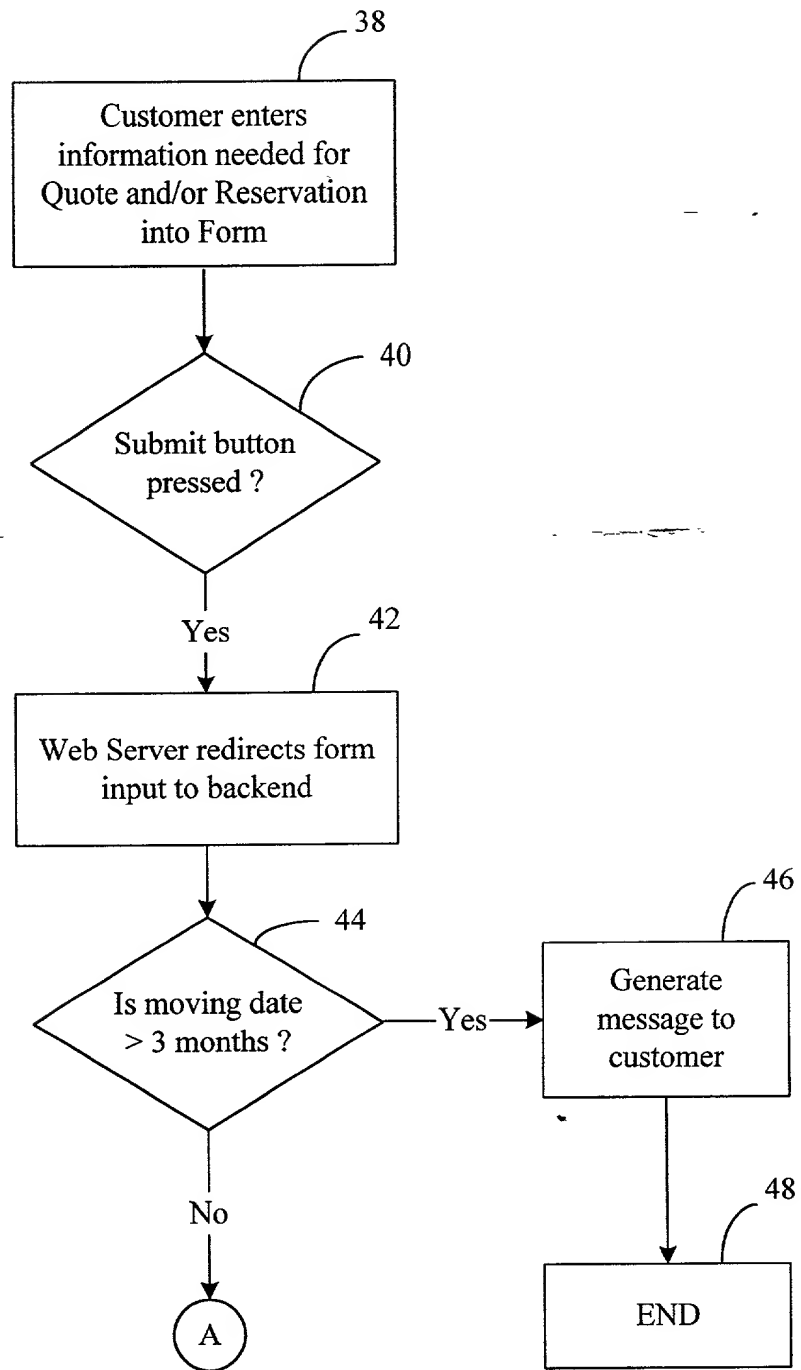 38
Customer enters
information needed for
Quote and/or Reservation
into Form
40
Submit button
pressed ?
Yes
42
Web Server redirects form
input to backend
44
Is moving date
> 3 months ?
Yes
46
Generate
message to
customer
No
48
END
A